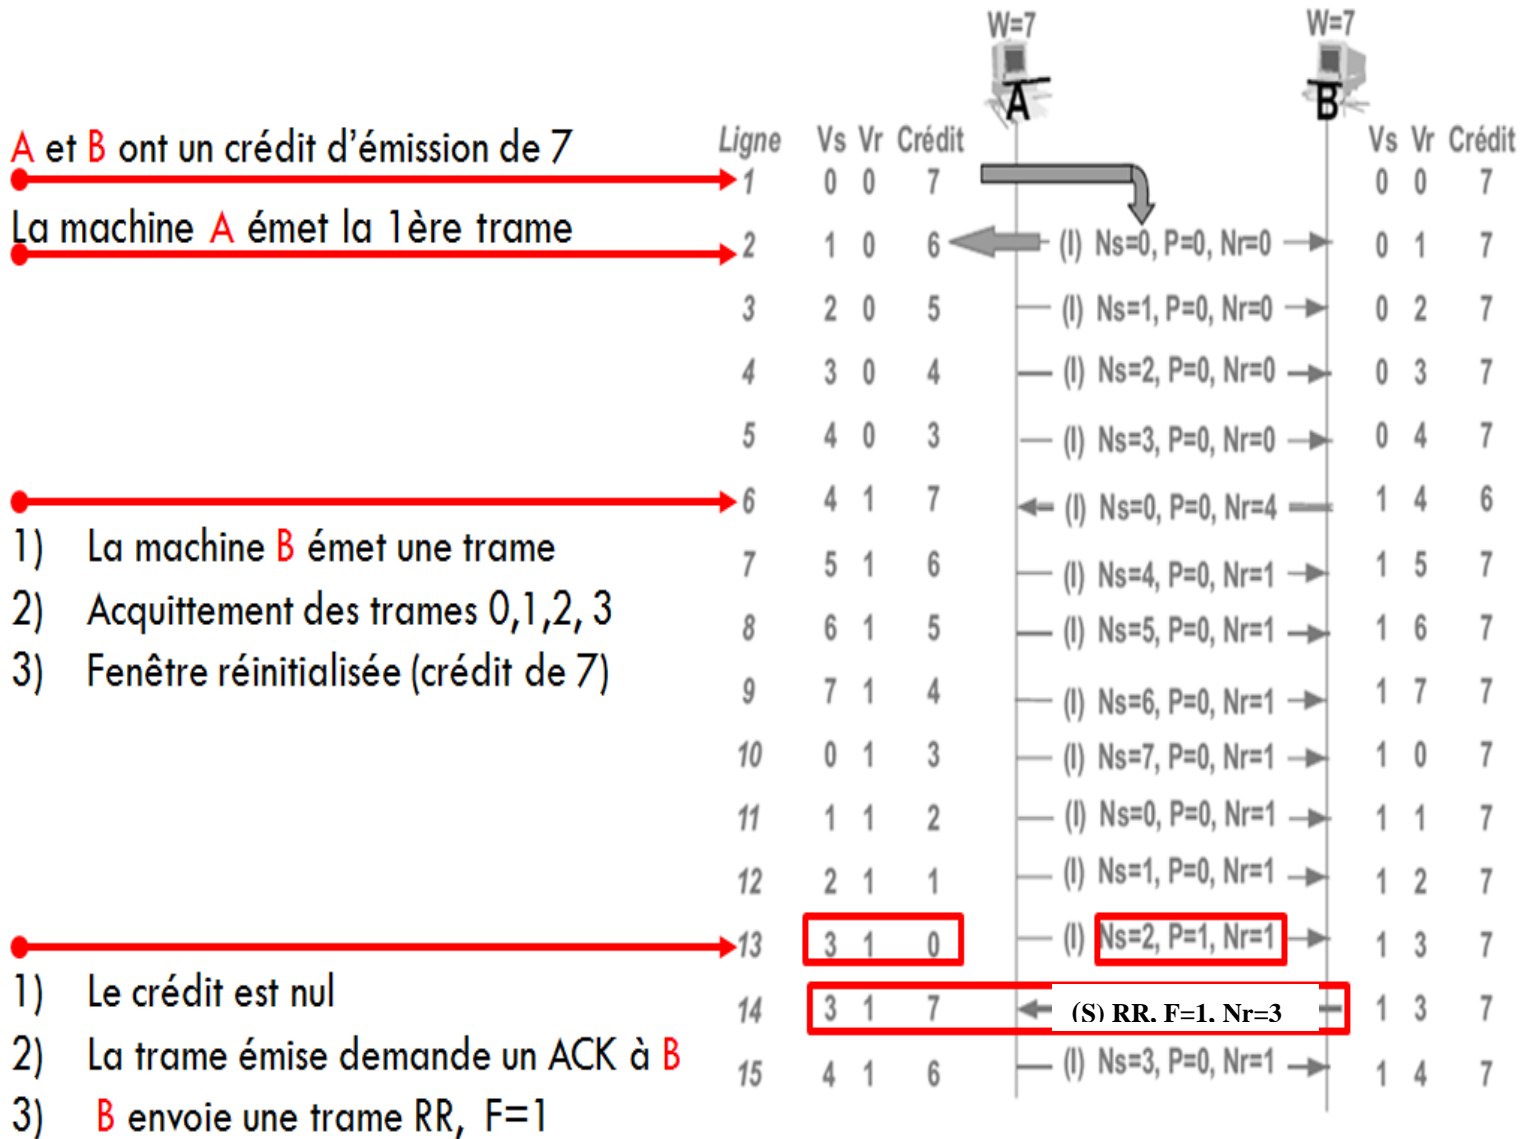 W=7 W=7
A B
A et B ont un crédit d'émission de 7
Ligne Vs Vr Crédit Vs Vr Crédit
1 0 0 7 0 0 7
La machine A émet la 1ère trame
2 1 0 6 (I) Ns=0, P=0, Nr=0 0 1 7
3 2 0 5 (I) Ns=1, P=0, Nr=0 0 2 7
4 3 0 4 (I) Ns=2, P=0, Nr=0 0 3 7
5 4 0 3 (I) Ns=3, P=0, Nr=0 0 4 7
6 4 1 7 (I) Ns=0, P=0, Nr=4 1 4 6
1) La machine B émet une trame
7 5 1 6 (I) Ns=4, P=0, Nr=1 1 5 7
2) Acquittement des trames 0,1,2, 3
8 6 1 5 (I) Ns=5, P=0, Nr=1 1 6 7
3) Fenêtre réinitialisée (crédit de 7)
9 7 1 4 (I) Ns=6, P=0, Nr=1 1 7 7
10 0 1 3 (I) Ns=7, P=0, Nr=1 1 0 7
11 1 1 2 (I) Ns=0, P=0, Nr=1 1 1 7
12 2 1 1 (I) Ns=1, P=0, Nr=1 1 2 7
13 3 1 0 (I) Ns=2, P=1, Nr=1 1 3 7
1) Le crédit est nul
14 3 1 7 (S) RR, F=1, Nr=3 1 3 7
2) La trame émise demande un ACK à B
15 4 1 6 (I) Ns=3, P=0, Nr=1 1 4 7
3) B envoie une trame RR, F=1